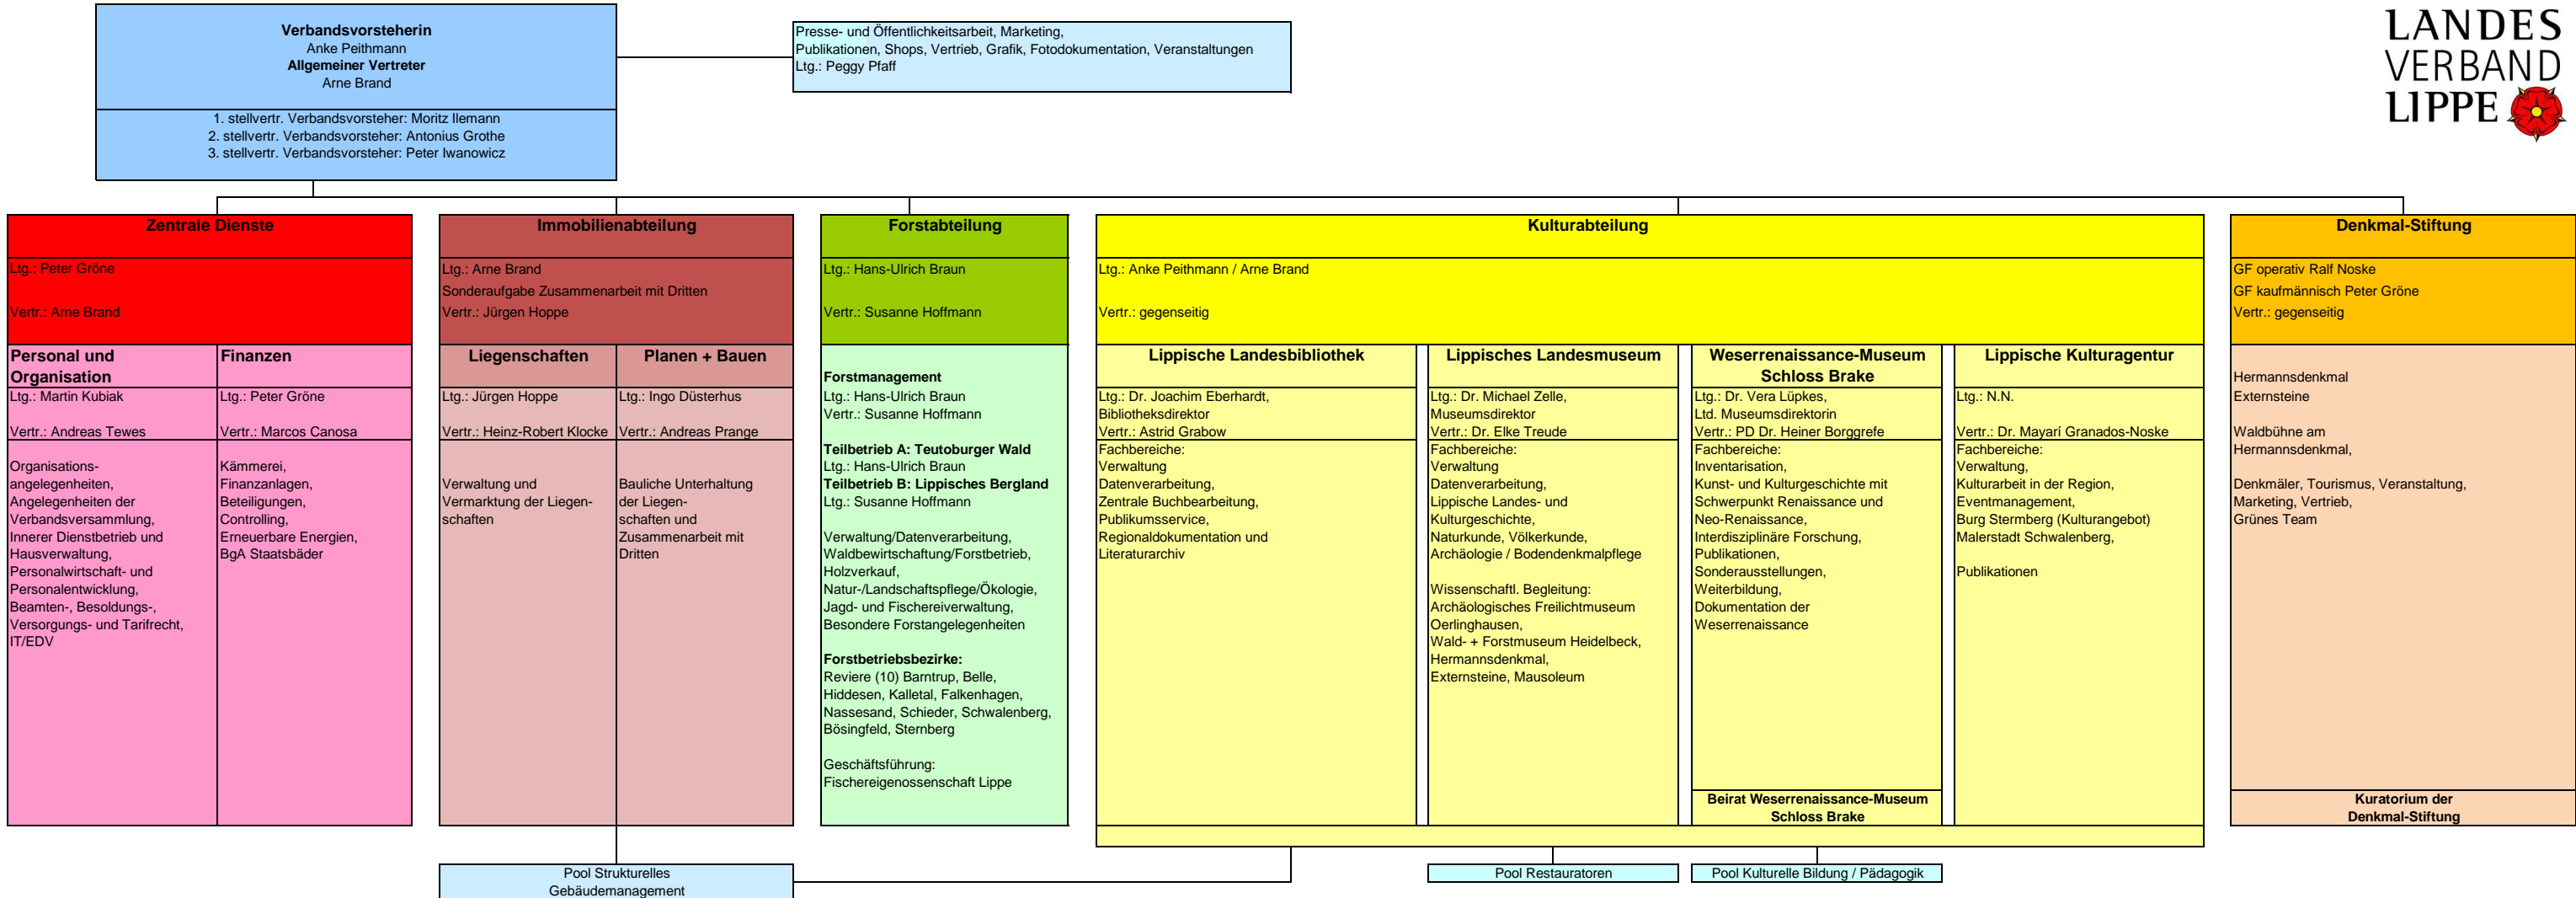 Verbandsvorsteherin
Anke Peithmann
Allgemeiner Vertreter
Arne Brand
1. stellvertr. Verbandsvorsteher: Moritz Ilemann
2. stellvertr. Verbandsvorsteher: Antonius Grothe
3. stellvertr. Verbandsvorsteher: Peter Iwanowicz
Presse- und Öffentlichkeitsarbeit, Marketing,
Publikationen, Shops, Vertrieb, Grafik, Fotodokumentation, Veranstaltungen
Ltg.: Peggy Pfaff
LANDES
VERBAND
LIPPE
Zentrale Dienste
Ltg.: Peter Gröne
Vertr.: Arne Brand
Personal und
Organisation
Ltg.: Martin Kubiak
Vertr.: Andreas Tewes
Organisations-
angelegenheiten,
Angelegenheiten der
Verbandsversammlung,
Innerer Dienstbetrieb und
Hausverwaltung,
Personalwirtschaft- und
Personalentwicklung,
Beamten-, Besoldungs-,
Versorgungs- und Tarifrecht,
IT/EDV
Finanzen
Ltg.: Peter Gröne
Vertr.: Marcos Canosa
Kämmerei,
Finanzanlagen,
Beteiligungen,
Controlling,
Erneuerbare Energien,
BgA Staatsbäder
Immobilienabteilung
Ltg.: Arne Brand
Sonderaufgabe Zusammenarbeit mit Dritten
Vertr.: Jürgen Hoppe
Liegenschaften
Ltg.: Jürgen Hoppe
Vertr.: Heinz-Robert Klocke
Verwaltung und
Vermarktung der Liegen-
schaften
Planen + Bauen
Ltg.: Ingo Düsterhus
Vertr.: Andreas Prange
Bauliche Unterhaltung
der Liegen-
schaften und
Zusammenarbeit mit
Dritten
Forstabteilung
Ltg.: Hans-Ulrich Braun
Vertr.: Susanne Hoffmann
Forstmanagement
Ltg.: Hans-Ulrich Braun
Vertr.: Susanne Hoffmann
Teilbetrieb A: Teutoburger Wald
Ltg.: Hans-Ulrich Braun
Teilbetrieb B: Lippisches Bergland
Ltg.: Susanne Hoffmann
Verwaltung/Datenverarbeitung,
Waldbewirtschaftung/Forstbetrieb,
Holzverkauf,
Natur-/Landschaftspflege/Ökologie,
Jagd- und Fischereiverwaltung,
Besondere Forstangelegenheiten
Forstbetriebsbezirke:
Reviere (10) Barntrup, Belle,
Hiddesen, Kalletal, Falkenhagen,
Nassesand, Schieder, Schwalenberg,
Bösingfeld, Sternberg
Geschäftsführung:
Fischereigenossenschaft Lippe
Kulturabteilung
Ltg.: Anke Peithmann / Arne Brand
Vertr.: gegenseitig
Lippische Landesbibliothek
Ltg.: Dr. Joachim Eberhardt,
Bibliotheksdirektor
Vertr.: Astrid Grabow
Fachbereiche:
Verwaltung
Datenverarbeitung,
Zentrale Buchbearbeitung,
Publikumsservice,
Regionaldokumentation und
Literaturarchiv
Lippisches Landesmuseum
Ltg.: Dr. Michael Zelle,
Museumsdirektor
Vertr.: Dr. Elke Treude
Fachbereiche:
Verwaltung
Datenverarbeitung,
Lippische Landes- und
Kulturgeschichte,
Naturkunde, Völkerkunde,
Archäologie / Bodendenkmalpflege
Wissenschaftl. Begleitung:
Archäologisches Freilichtmuseum
Oerlinghausen,
Wald- + Forstmuseum Heidelbeck,
Hermannsdenkmal,
Externsteine, Mausoleum
Weserrenaissance-Museum
Schloss Brake
Ltg.: Dr. Vera Lüpkes,
Ltd. Museumsdirektorin
Vertr.: PD Dr. Heiner Borggrefe
Fachbereiche:
Inventarisation,
Kunst- und Kulturgeschichte mit
Schwerpunkt Renaissance und
Neo-Renaissance,
Interdisziplinäre Forschung,
Publikationen,
Sonderausstellungen,
Weiterbildung,
Dokumentation der
Weserrenaissance
Beirat Weserrenaissance-Museum
Schloss Brake
Lippische Kulturagentur
Ltg.: N.N.
Vertr.: Dr. Mayarí Granados-Noske
Fachbereiche:
Verwaltung,
Kulturarbeit in der Region,
Eventmanagement,
Burg Stermberg (Kulturangebot)
Malerstadt Schwalenberg,
Publikationen
Denkmal-Stiftung
GF operativ Ralf Noske
GF kaufmännisch Peter Gröne
Vertr.: gegenseitig
Hermannsdenkmal
Externsteine
Waldbühne am
Hermannsdenkmal,
Denkmäler, Tourismus, Veranstaltung,
Marketing, Vertrieb,
Grünes Team
Kuratorium der
Denkmal-Stiftung
Pool Strukturelles
Gebäudemanagement
Pool Restauratoren
Pool Kulturelle Bildung / Pädagogik